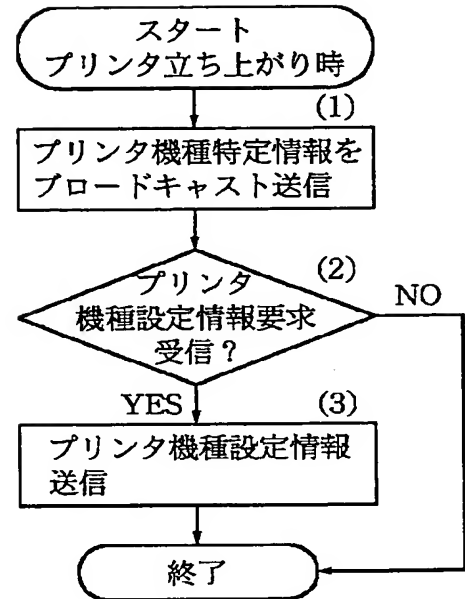 スタート
プリンタ立ち上がり時
(1)
プリンタ機種特定情報を
ブロードキャスト送信
(2)
プリンタ
機種設定情報要求
受信？
NO
YES
(3)
プリンタ機種設定情報
送信
終了